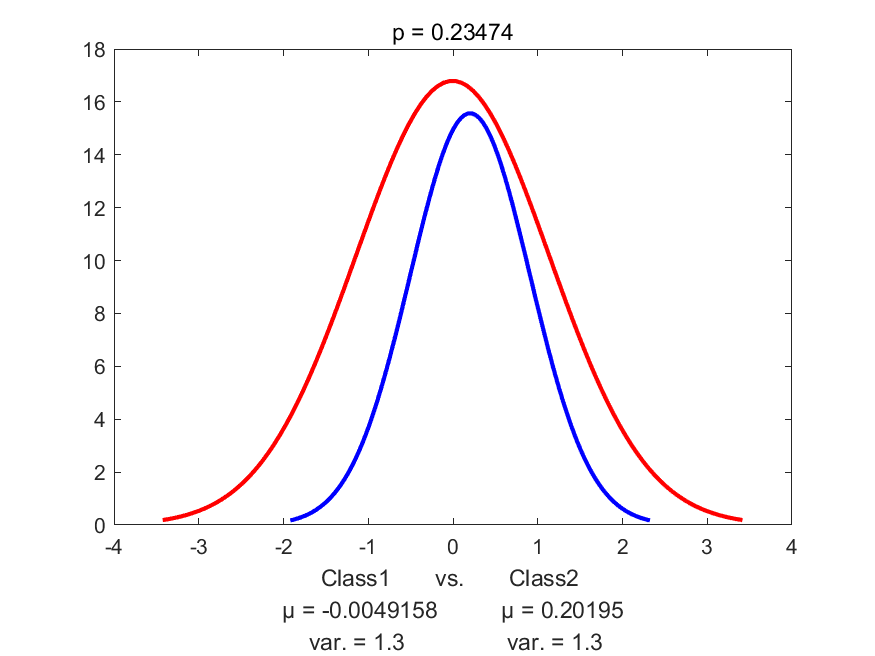 p = 0.23474
18
16
14
12
10
8
6
4
2
0
-4 -3 -2 -1 0 1 2 3 4
Class1 vs. Class2
μ = -0.0049158 μ = 0.20195
var. = 1.3 var. = 1.3